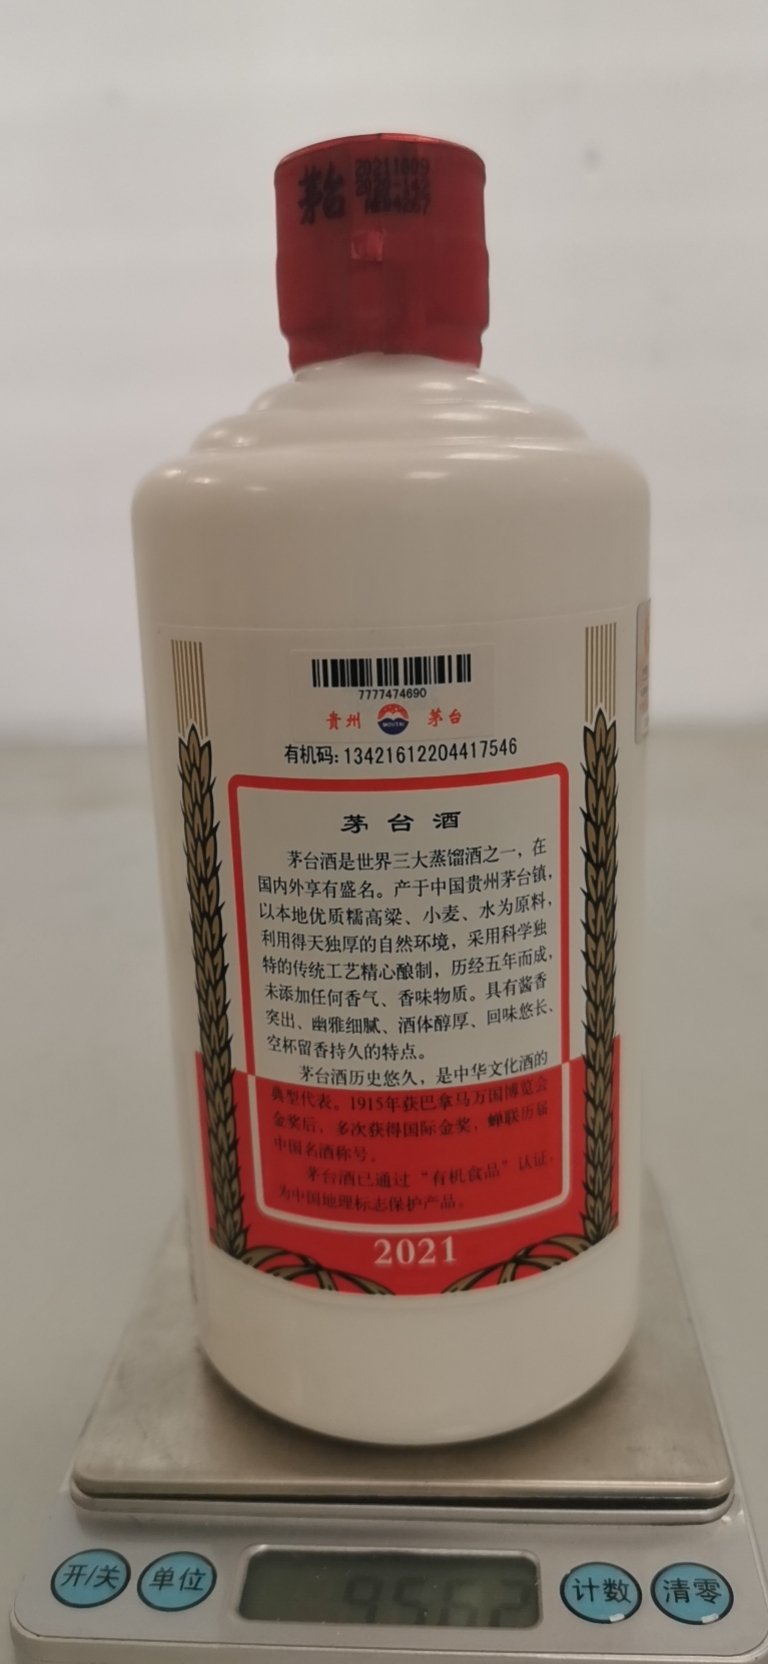 茅台
20211009
2020-142
7777474690
贵州 MOUTAI 茅台
有机码:13421612204417546
茅台酒
茅台酒是世界三大蒸馏酒之一，在
国内外享有盛名。产于中国贵州茅台镇，
以本地优质糯高粱、小麦、水为原料，
利用得天独厚的自然环境，采用科学独
特的传统工艺精心酿制，历经五年而成，
未添加任何香气、香味物质。具有酱香
突出、幽雅细腻、酒体醇厚、回味悠长、
空杯留香持久的特点。
茅台酒历史悠久，是中华文化酒的
典型代表。1915年获巴拿马万国博览会
金奖后，多次获得国际金奖，蝉联历届
中国名酒称号。
茅台酒已通过“有机食品”认证，
为中国地理标志保护产品。
2021
开/关 单位 956.2 计数 清零